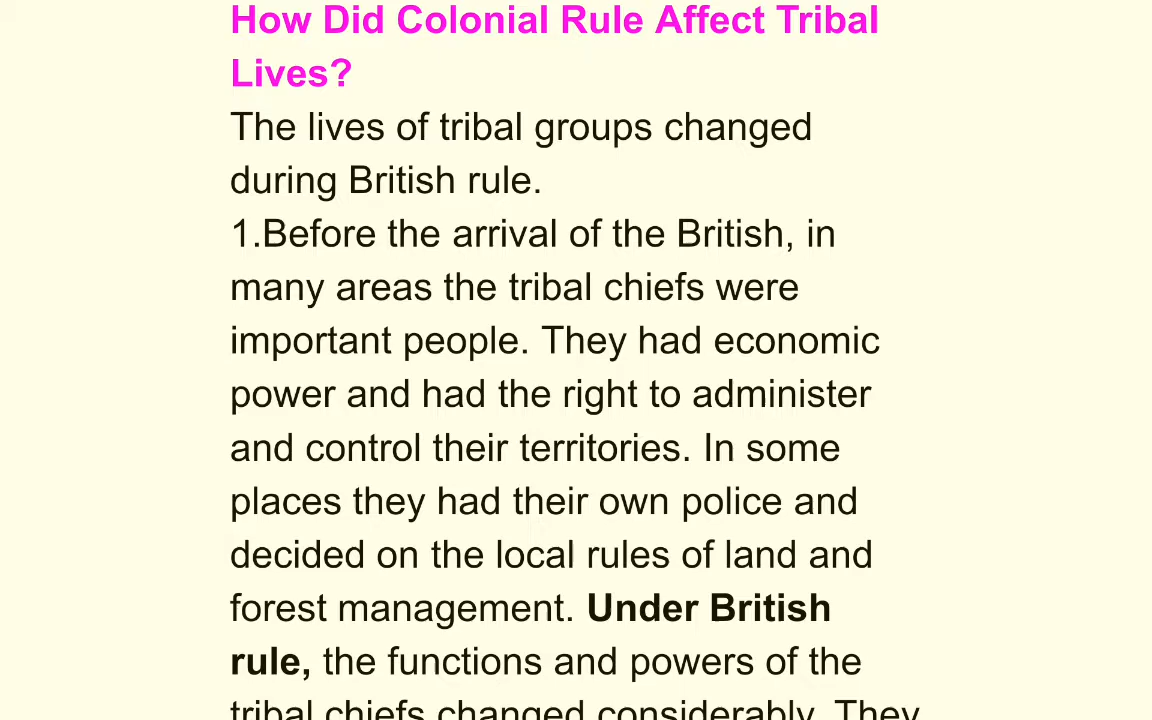 How Did Colonial Rule Affect Tribal
Lives?
The lives of tribal groups changed
during British rule.
1.Before the arrival of the British, in
many areas the tribal chiefs were
important people. They had economic
power and had the right to administer
and control their territories. In some
places they had their own police and
decided on the local rules of land and
forest management. Under British
rule, the functions and powers of the
tribal chiefs changed considerably. They